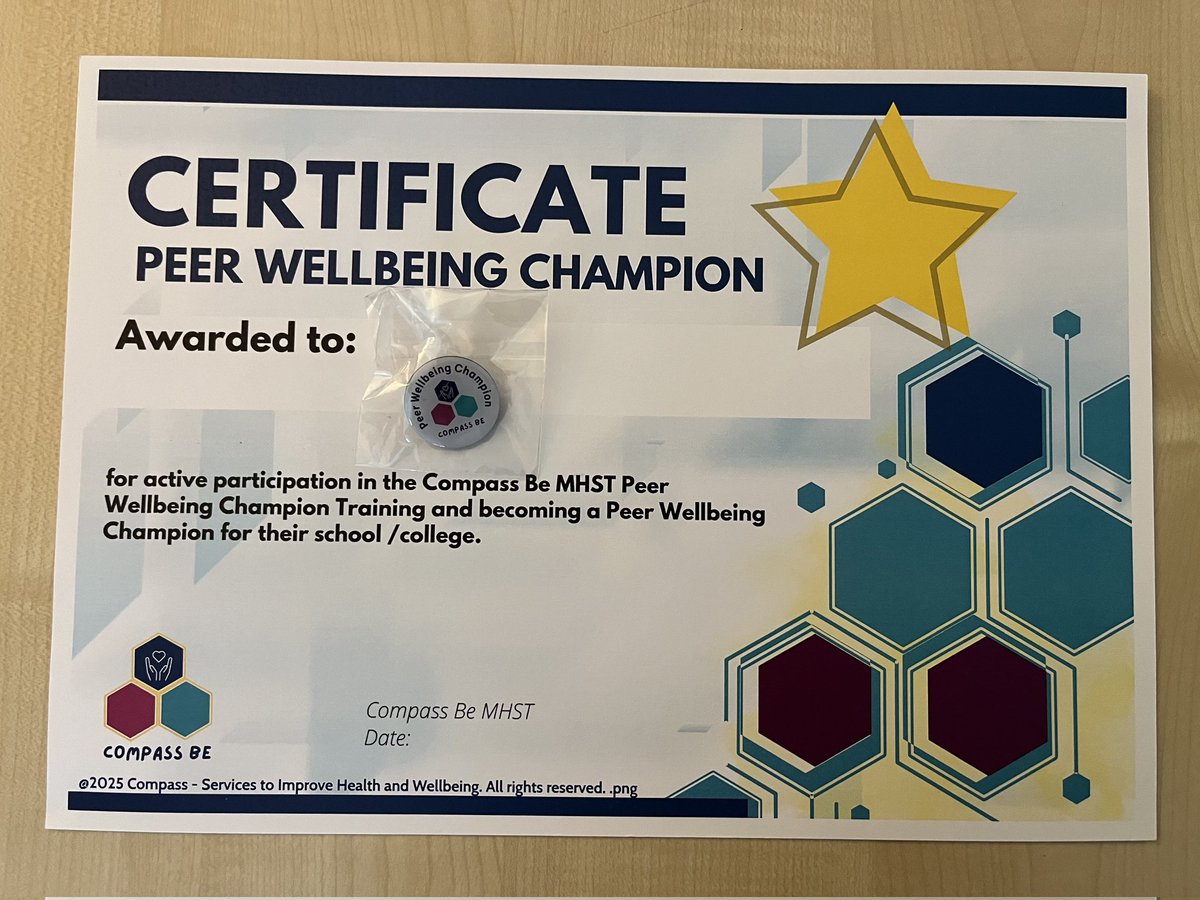 CERTIFICATE
PEER WELLBEING CHAMPION
Awarded to:
Peer Wellbeing Champion
COMPASS BE
for active participation in the Compass Be MHST Peer
Wellbeing Champion Training and becoming a Peer Wellbeing
Champion for their school /college.
COMPASS BE
Compass Be MHST
Date:
@2025 Compass - Services to Improve Health and Wellbeing. All rights reserved. .png